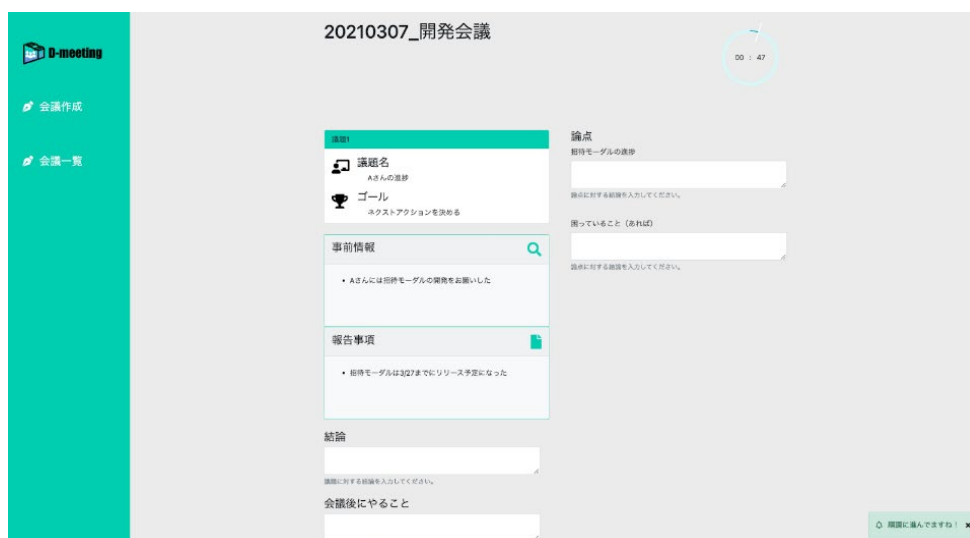 D-meeting
会議作成
会議一覧
20210307_開発会議
00 : 47
議題1
議題名
Aさんの進捗
ゴール
ネクストアクションを決める
事前情報
• Aさんには招待モーダルの開発をお願いした
報告事項
• 招待モーダルは3/27までにリリース予定になった
結論
議題に対する結論を入力してください。
会議後にやること
論点
招待モーダルの進捗
論点に対する結論を入力してください。
困っていること（あれば）
論点に対する結論を入力してください。
順調に進んでますね！ ×